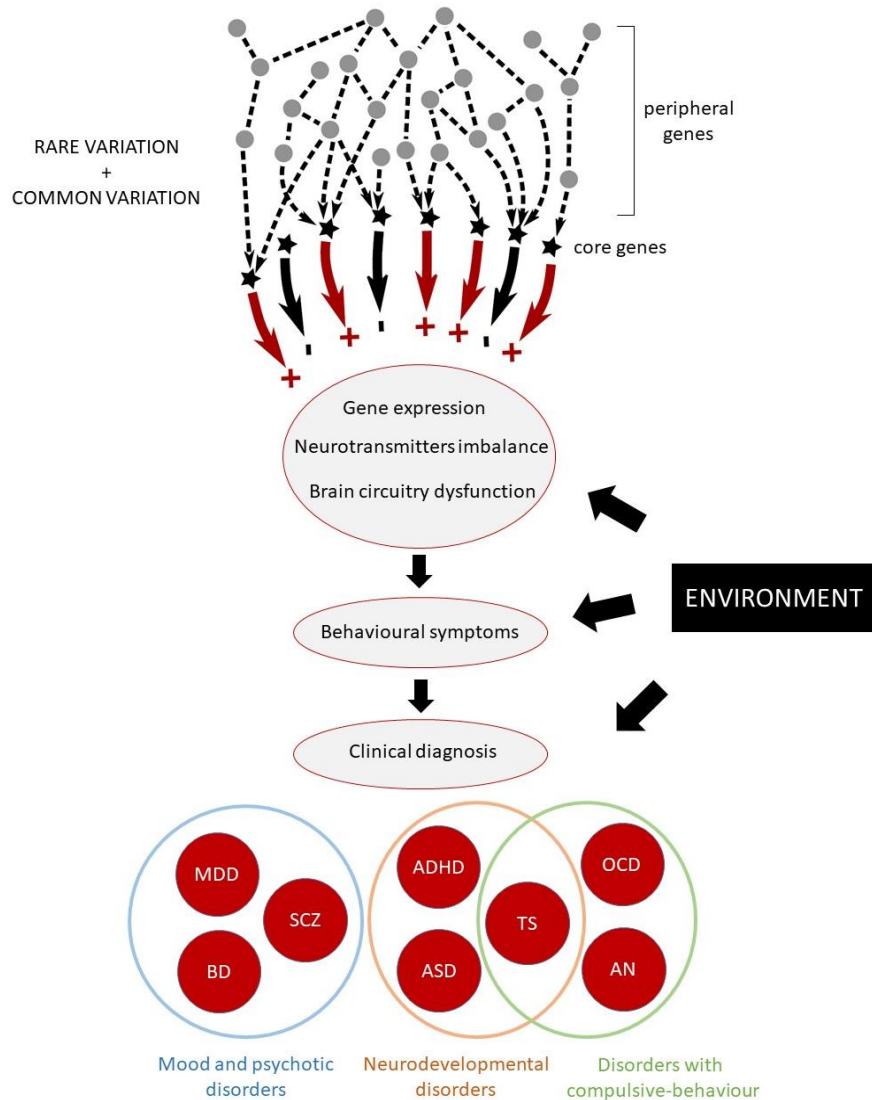 peripheral
genes
RARE VARIATION
+
COMMON VARIATION
core genes
+
-
+
-
+
+
-
+
Gene expression
Neurotransmitters imbalance
Brain circuitry dysfunction
ENVIRONMENT
Behavioural symptoms
Clinical diagnosis
MDD
SCZ
BD
ADHD
ASD
TS
OCD
AN
Mood and psychotic
disorders
Neurodevelopmental
disorders
Disorders with
compulsive-behaviour